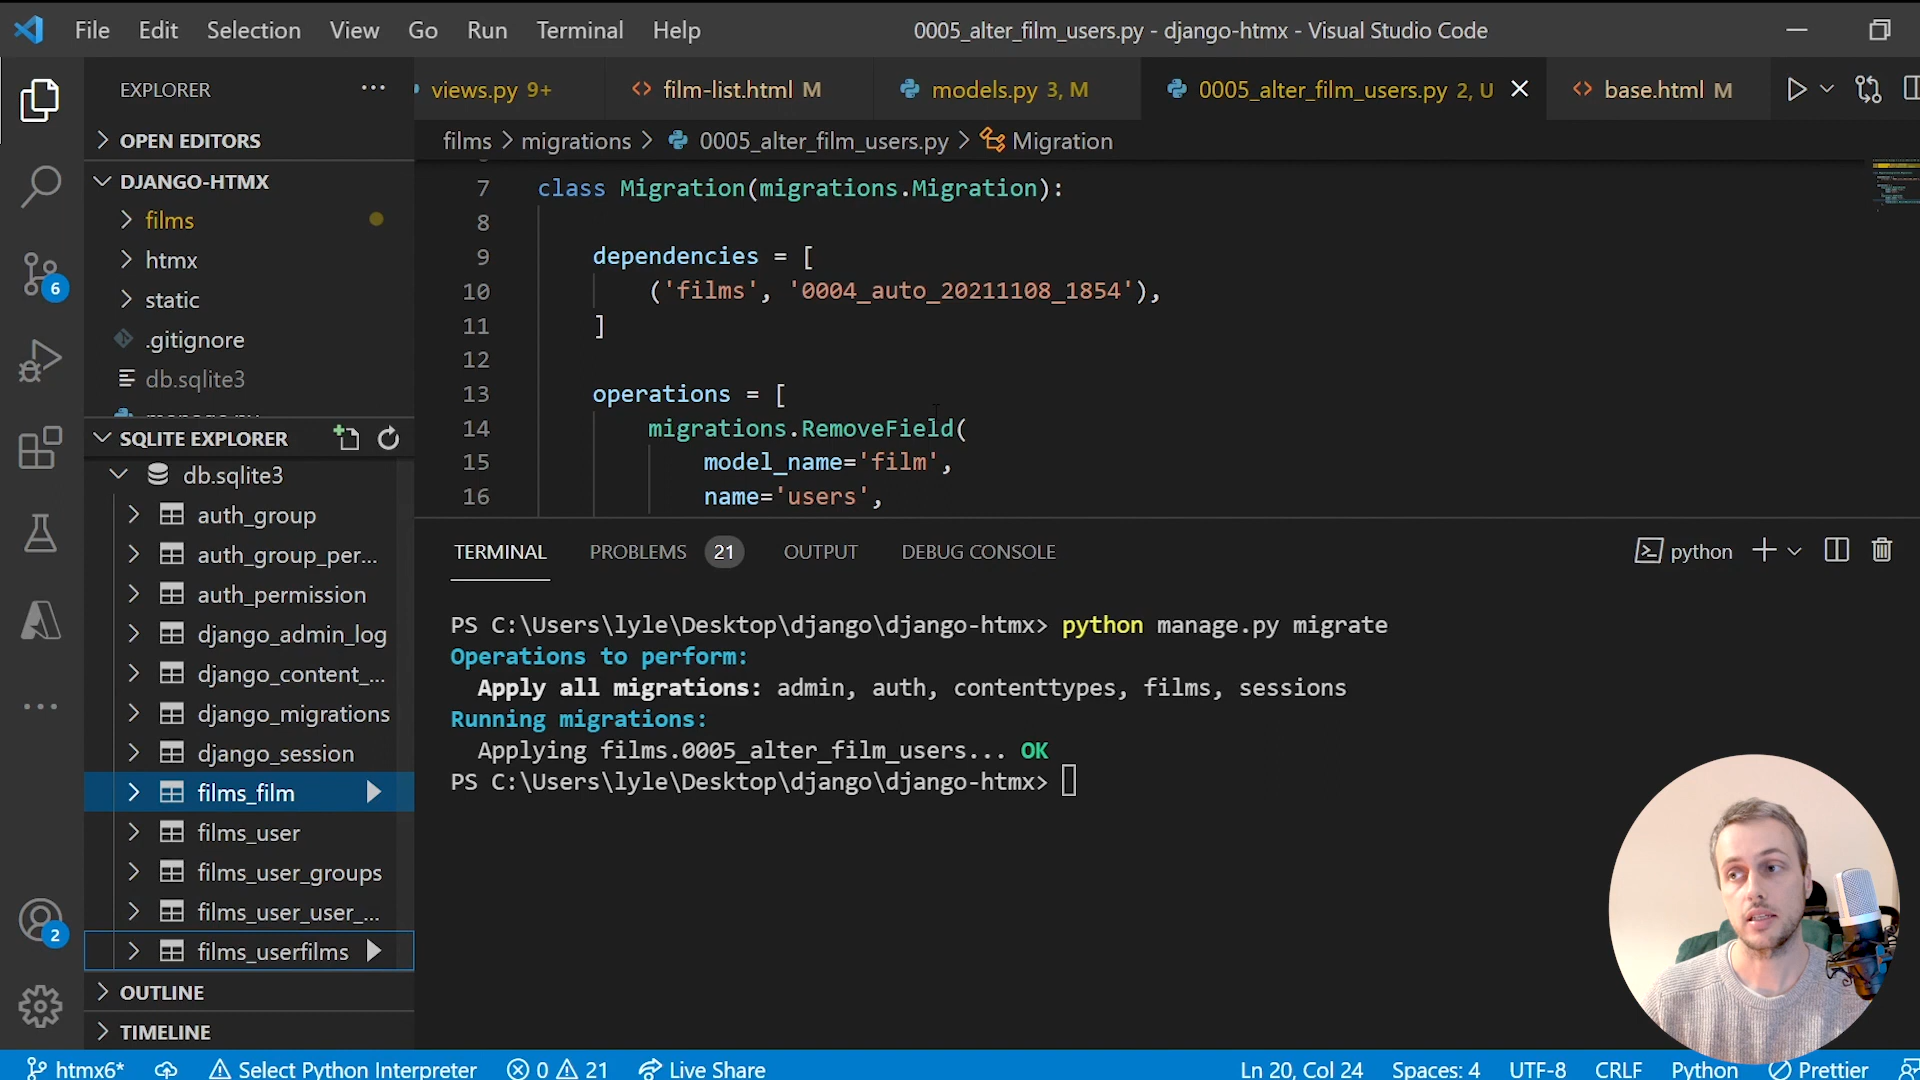 File Edit Selection View Go Run Terminal Help 0005_alter_film_users.py - django-htmx - Visual Studio Code
EXPLORER
views.py 9+ film-list.html M models.py 3, M 0005_alter_film_users.py 2, U base.html M
OPEN EDITORS
films > migrations > 0005_alter_film_users.py > Migration
DJANGO-HTMX
films
htmx
static
.gitignore
db.sqlite3
7 class Migration(migrations.Migration):
8
9 dependencies = [
10 ('films', '0004_auto_20211108_1854'),
11 ]
12
13 operations = [
14 migrations.RemoveField(
15 model_name='film',
16 name='users',
SQLITE EXPLORER
db.sqlite3
auth_group
auth_group_per...
auth_permission
django_admin_log
django_content_...
django_migrations
django_session
films_film
films_user
films_user_groups
films_user_user_...
films_userfilms
OUTLINE
TIMELINE
6
2
TERMINAL PROBLEMS 21 OUTPUT DEBUG CONSOLE python
PS C:\Users\lyle\Desktop\django\django-htmx> python manage.py migrate
Operations to perform:
Apply all migrations: admin, auth, contenttypes, films, sessions
Running migrations:
Applying films.0005_alter_film_users... OK
PS C:\Users\lyle\Desktop\django\django-htmx>
htmx6* Select Python Interpreter 0 21 Live Share Ln 20, Col 24 Spaces: 4 UTF-8 CRLF Python Prettier